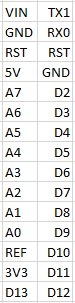 VIN TX1
GND RX0
RST RST
5V GND
A7 D2
A6 D3
A5 D4
A4 D5
A3 D6
A2 D7
A1 D8
A0 D9
REF D10
3V3 D11
D13 D12